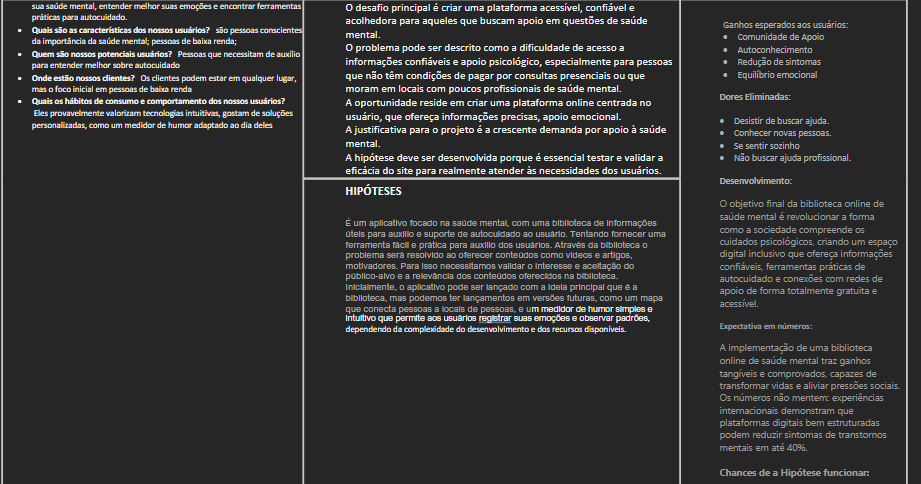 sua saúde mental, entender melhor suas emoções e encontrar ferramentas
práticas para autocuidado.
• Quais são as características dos nossos usuários? são pessoas conscientes
da importância da saúde mental; pessoas de baixa renda;
• Quem são nossos potenciais usuários? Pessoas que necessitam de auxílio
para entender melhor sobre autocuidado
• Onde estão nossos clientes? Os clientes podem estar em qualquer lugar,
mas o foco inicial em pessoas de baixa renda
• Quais os hábitos de consumo e comportamento dos nossos usuários?
Eles provavelmente valorizam tecnologias intuitivas, gostam de soluções
personalizadas, como um medidor de humor adaptado ao dia deles
O desafio principal é criar uma plataforma acessível, confiável e
acolhedora para aqueles que buscam apoio em questões de saúde
mental.
O problema pode ser descrito como a dificuldade de acesso a
informações confiáveis e apoio psicológico, especialmente para pessoas
que não têm condições de pagar por consultas presenciais ou que
moram em locais com poucos profissionais de saúde mental.
A oportunidade reside em criar uma plataforma online centrada no
usuário, que ofereça informações precisas, apoio emocional.
A justificativa para o projeto é a crescente demanda por apoio à saúde
mental.
A hipótese deve ser desenvolvida porque é essencial testar e validar a
eficácia do site para realmente atender às necessidades dos usuários.
HIPÓTESES
É um aplicativo focado na saúde mental, com uma biblioteca de informações
úteis para auxílio e suporte de autocuidado ao usuário. Tentando fornecer uma
ferramenta fácil e prática para auxílio dos usuários. Através da biblioteca o
problema será resolvido ao oferecer conteúdos como vídeos e artigos,
motivadores. Para isso necessitamos validar o interesse e aceitação do
público-alvo e a relevância dos conteúdos oferecidos na biblioteca.
Inicialmente, o aplicativo pode ser lançado com a ideia principal que é a
biblioteca, mas podemos ter lançamentos em versões futuras, como um mapa
que conecta pessoas a locais de pessoas, e um medidor de humor simples e
intuitivo que permite aos usuários registrar suas emoções e observar padrões,
dependendo da complexidade do desenvolvimento e dos recursos disponíveis.
Ganhos esperados aos usuários:
• Comunidade de Apoio
• Autoconhecimento
• Redução de sintomas
• Equilíbrio emocional
Dores Eliminadas:
• Desistir de buscar ajuda.
• Conhecer novas pessoas.
• Se sentir sozinho
• Não buscar ajuda profissional.
Desenvolvimento:
O objetivo final da biblioteca online de
saúde mental é revolucionar a forma
como a sociedade compreende os
cuidados psicológicos, criando um espaço
digital inclusivo que ofereça informações
confiáveis, ferramentas práticas de
autocuidado e conexões com redes de
apoio de forma totalmente gratuita e
acessível.
Expectativa em números:
A implementação de uma biblioteca
online de saúde mental traz ganhos
tangíveis e comprovados, capazes de
transformar vidas e aliviar pressões sociais.
Os números não mentem: experiências
internacionais demonstram que
plataformas digitais bem estruturadas
podem reduzir sintomas de transtornos
mentais em até 40%.
Chances de a Hipótese funcionar: